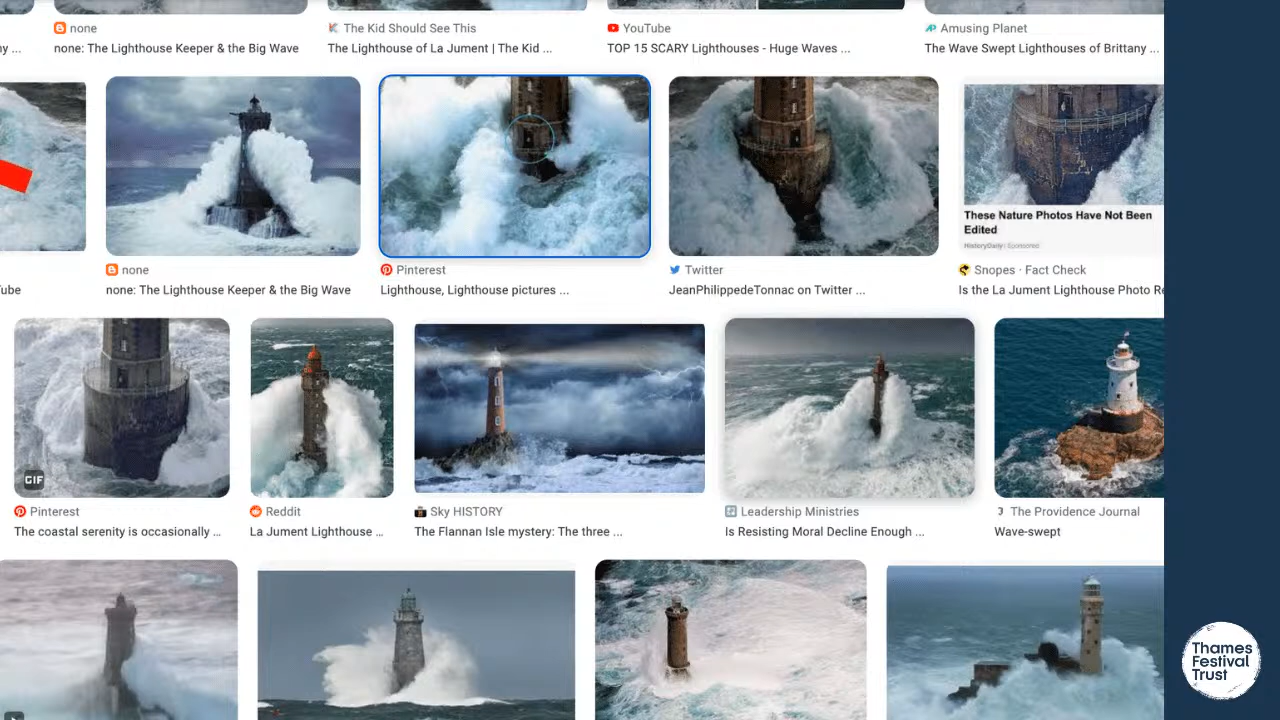 none
The Kid Should See This
YouTube
Amusing Planet
ny ...
none: The Lighthouse Keeper & the Big Wave
The Lighthouse of La Jument | The Kid ...
TOP 15 SCARY Lighthouses - Huge Waves ...
The Wave Swept Lighthouses of Brittany ...
These Nature Photos Have Not Been
Edited
HistoryDaily | Sponsored
none
Pinterest
Twitter
Snopes · Fact Check
Tube
none: The Lighthouse Keeper & the Big Wave
Lighthouse, Lighthouse pictures ...
JeanPhilippedeTonnac on Twitter ...
Is the La Jument Lighthouse Photo Re
GIF
Pinterest
Reddit
Sky HISTORY
Leadership Ministries
The Providence Journal
The coastal serenity is occasionally ...
La Jument Lighthouse ...
The Flannan Isle mystery: The three ...
Is Resisting Moral Decline Enough ...
Wave-swept
Thames
Festival
Trust